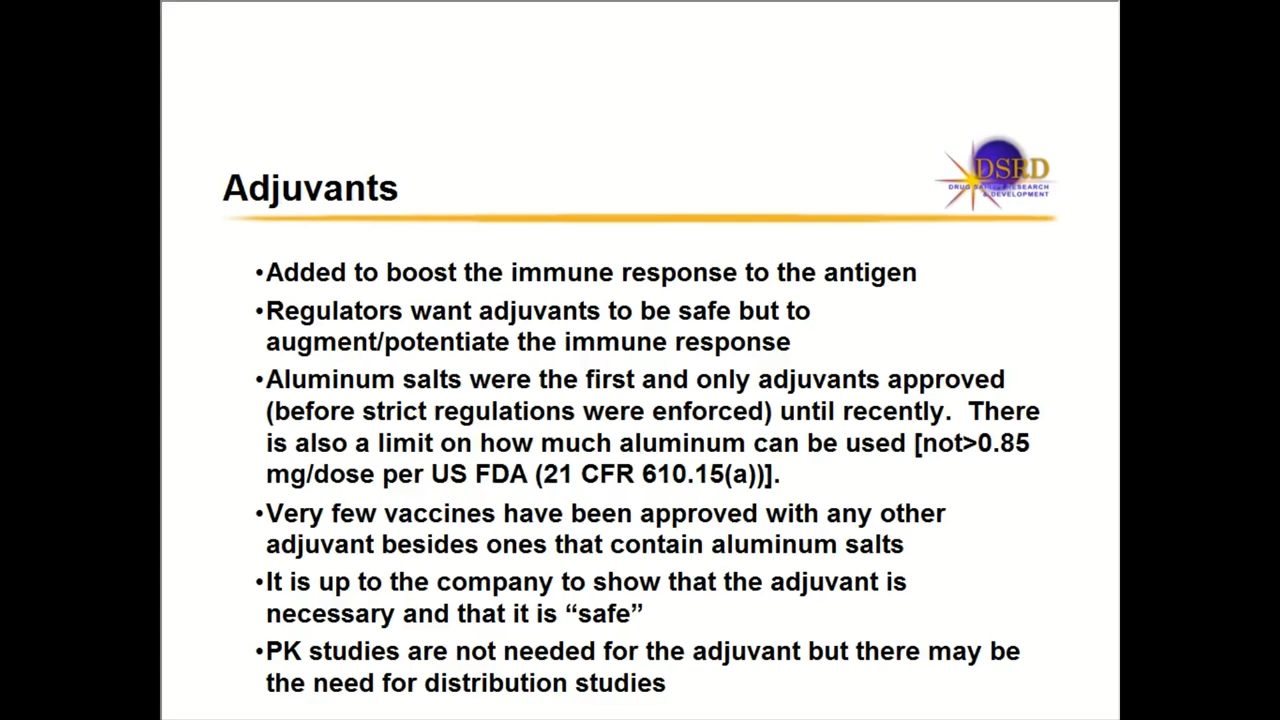 DSRD
DRUG SAFETY RESEARCH
& DEVELOPMENT
Adjuvants
•Added to boost the immune response to the antigen
•Regulators want adjuvants to be safe but to
augment/potentiate the immune response
•Aluminum salts were the first and only adjuvants approved
(before strict regulations were enforced) until recently.  There
is also a limit on how much aluminum can be used [not>0.85
mg/dose per US FDA (21 CFR 610.15(a))].
•Very few vaccines have been approved with any other
adjuvant besides ones that contain aluminum salts
•It is up to the company to show that the adjuvant is
necessary and that it is “safe”
•PK studies are not needed for the adjuvant but there may be
the need for distribution studies